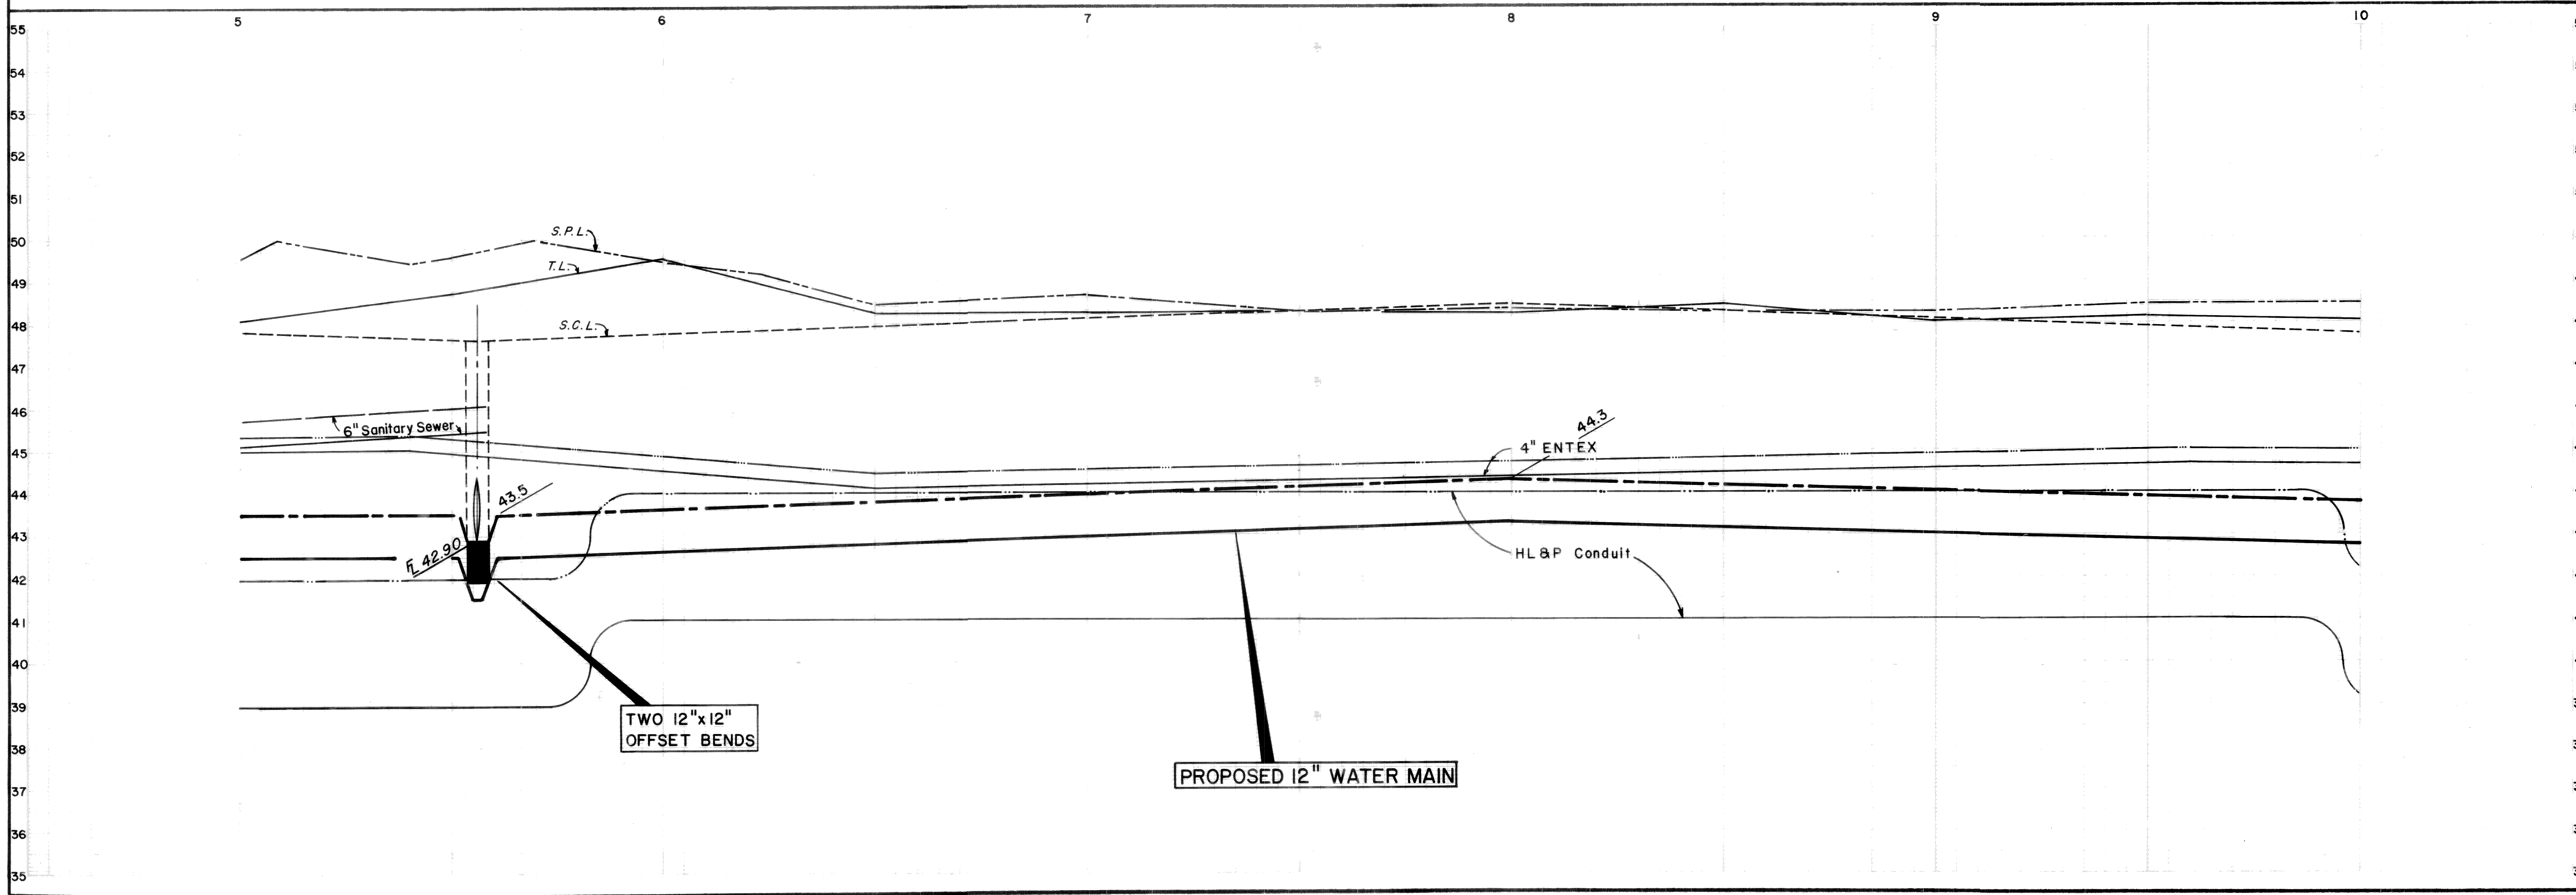 5 6 7 8 9 10
55
54
53
52
51
50
49
48
47
46
45
44
43
42
41
40
39
38
37
36
35
S.P.L.
T.L.
S.C.L.
6" Sanitary Sewer
44.3
4" ENTEX
43.5
FL 42.90
HL&P Conduit
TWO 12"x12"
OFFSET BENDS
PROPOSED 12" WATER MAIN